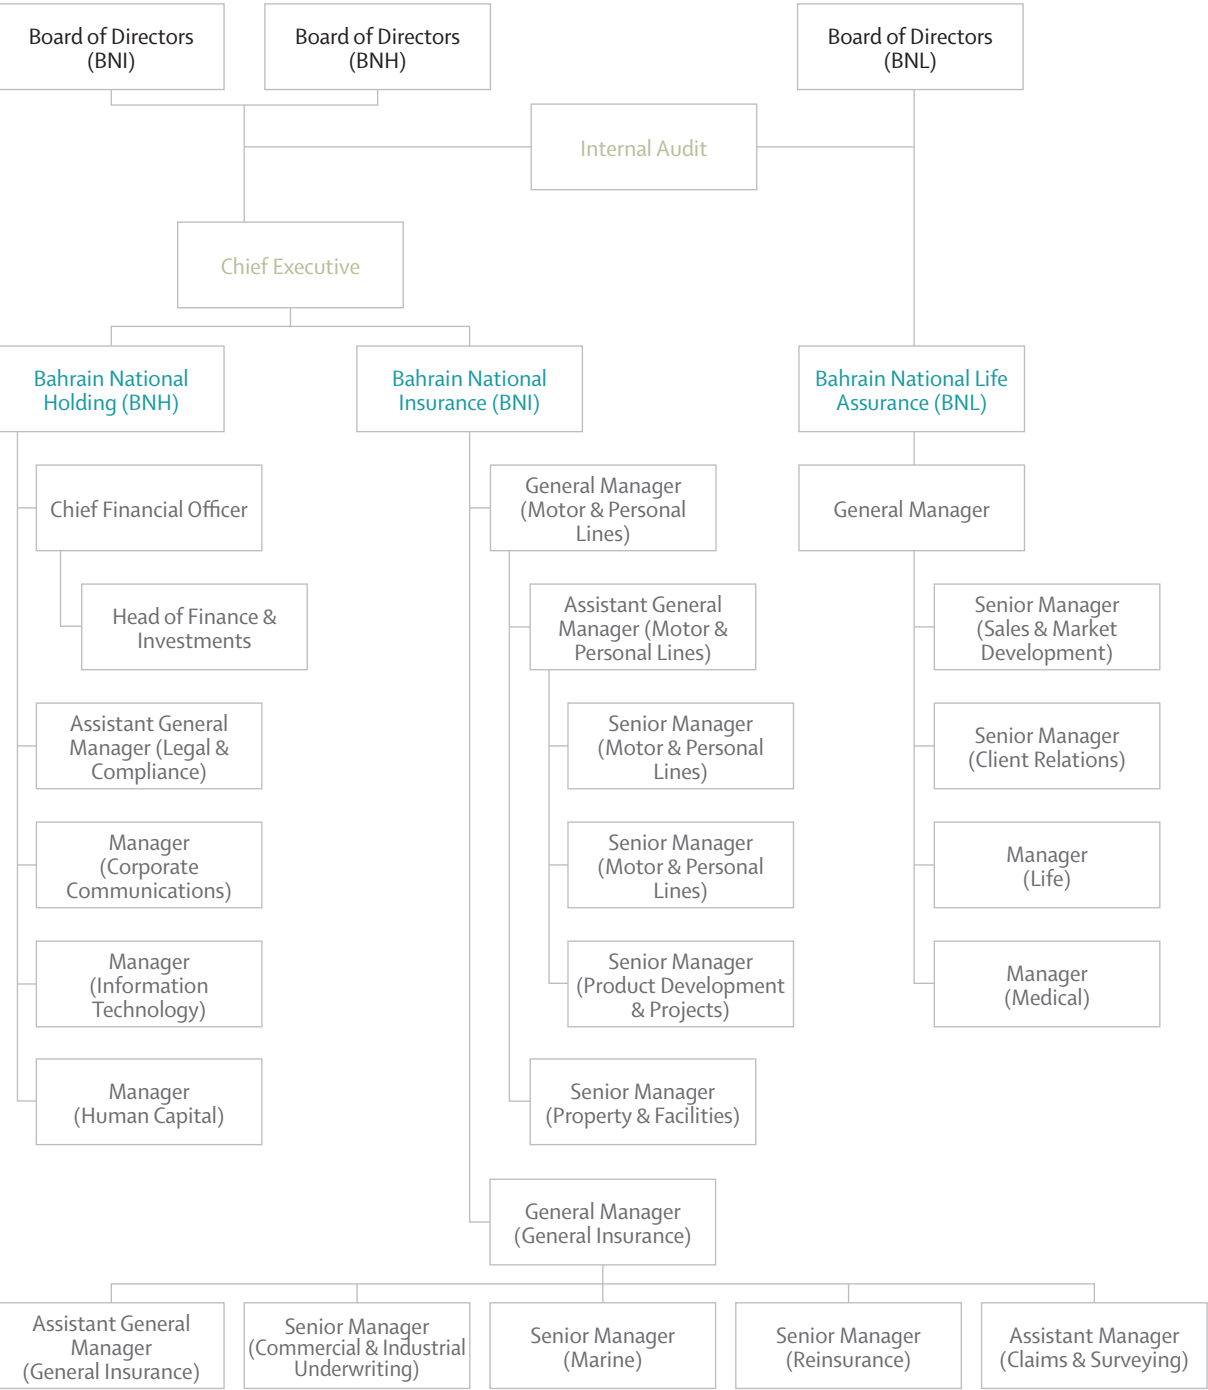 Board of Directors
(BNI)
Board of Directors
(BNH)
Board of Directors
(BNL)
Internal Audit
Chief Executive
Bahrain National
Holding (BNH)
Bahrain National
Insurance (BNI)
Bahrain National Life
Assurance (BNL)
Chief Financial Officer
General Manager
(Motor & Personal
Lines)
General Manager
Head of Finance &
Investments
Assistant General
Manager (Motor &
Personal Lines)
Senior Manager
(Sales & Market
Development)
Assistant General
Manager (Legal &
Compliance)
Senior Manager
(Motor & Personal
Lines)
Senior Manager
(Client Relations)
Manager
(Corporate
Communications)
Senior Manager
(Motor & Personal
Lines)
Manager
(Life)
Manager
(Information
Technology)
Senior Manager
(Product Development
& Projects)
Manager
(Medical)
Manager
(Human Capital)
Senior Manager
(Property & Facilities)
General Manager
(General Insurance)
Assistant General
Manager
(General Insurance)
Senior Manager
(Commercial & Industrial
Underwriting)
Senior Manager
(Marine)
Senior Manager
(Reinsurance)
Assistant Manager
(Claims & Surveying)